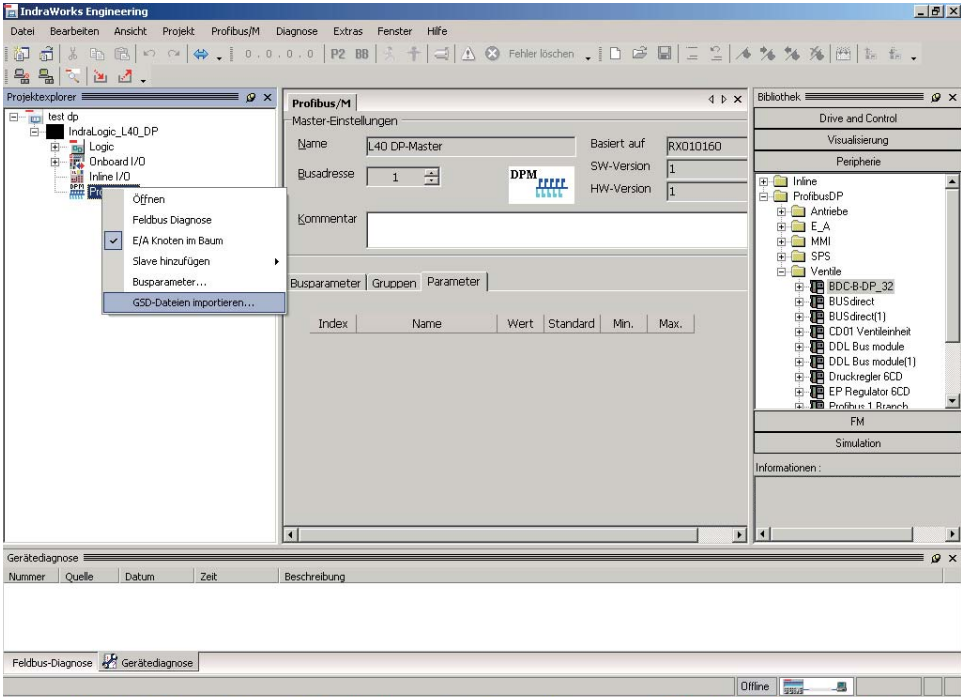 IndraWorks Engineering
Datei Bearbeiten Ansicht Projekt Profibus/M Diagnose Extras Fenster Hilfe
0 . 0 . 0 . 0 P2 BB Fehler löschen
Projektexplorer
test dp
IndraLogic_L40_DP
Logic
Onboard I/O
Inline I/O
Öffnen
Feldbus Diagnose
E/A Knoten im Baum
Slave hinzufügen
Busparameter...
GSD-Dateien importieren...
Profibus/M
Master-Einstellungen
Name L40 DP-Master Basiert auf RX010160
Busadresse 1 DPM SW-Version 1
HW-Version 1
Kommentar
Busparameter Gruppen Parameter
Index Name Wert Standard Min. Max.
Bibliothek
Drive and Control
Visualisierung
Peripherie
Inline
ProfibusDP
Antriebe
E_A
MMI
SPS
Ventile
BDC-B-DP_32
BUSdirect
BUSdirect(1)
CD01 Ventileinheit
DDL Bus module
DDL Bus module(1)
Druckregler 6CD
EP Regulator 6CD
Profibus 1 Branch
FM
Simulation
Informationen :
Gerätediagnose
Nummer Quelle Datum Zeit Beschreibung
Feldbus-Diagnose Gerätediagnose
Offline